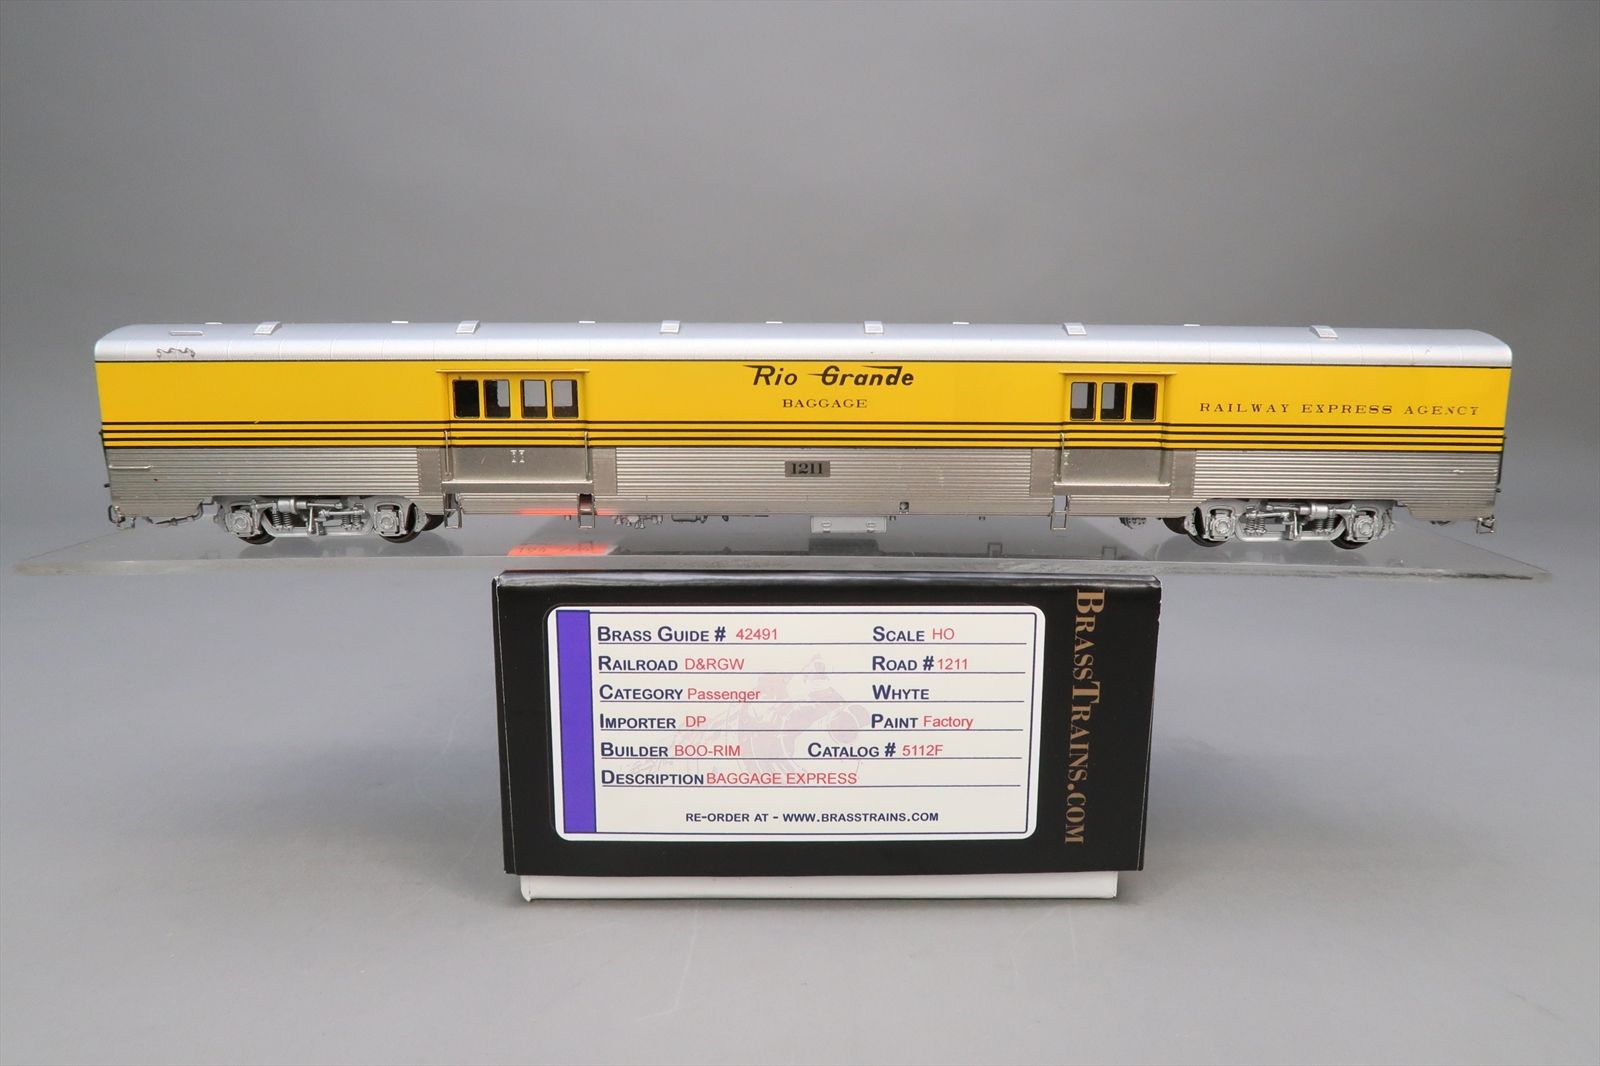 Rio Grande
BAGGAGE
RAILWAY EXPRESS AGENCY
1211
BRASS GUIDE # 42491 SCALE HO
RAILROAD D&RGW ROAD # 1211
CATEGORY Passenger WHYTE
IMPORTER DP PAINT Factory
BUILDER BOO-RIM CATALOG # 5112F
DESCRIPTION BAGGAGE EXPRESS
RE-ORDER AT - WWW.BRASSTRAINS.COM
BRASSTRAINS.COM